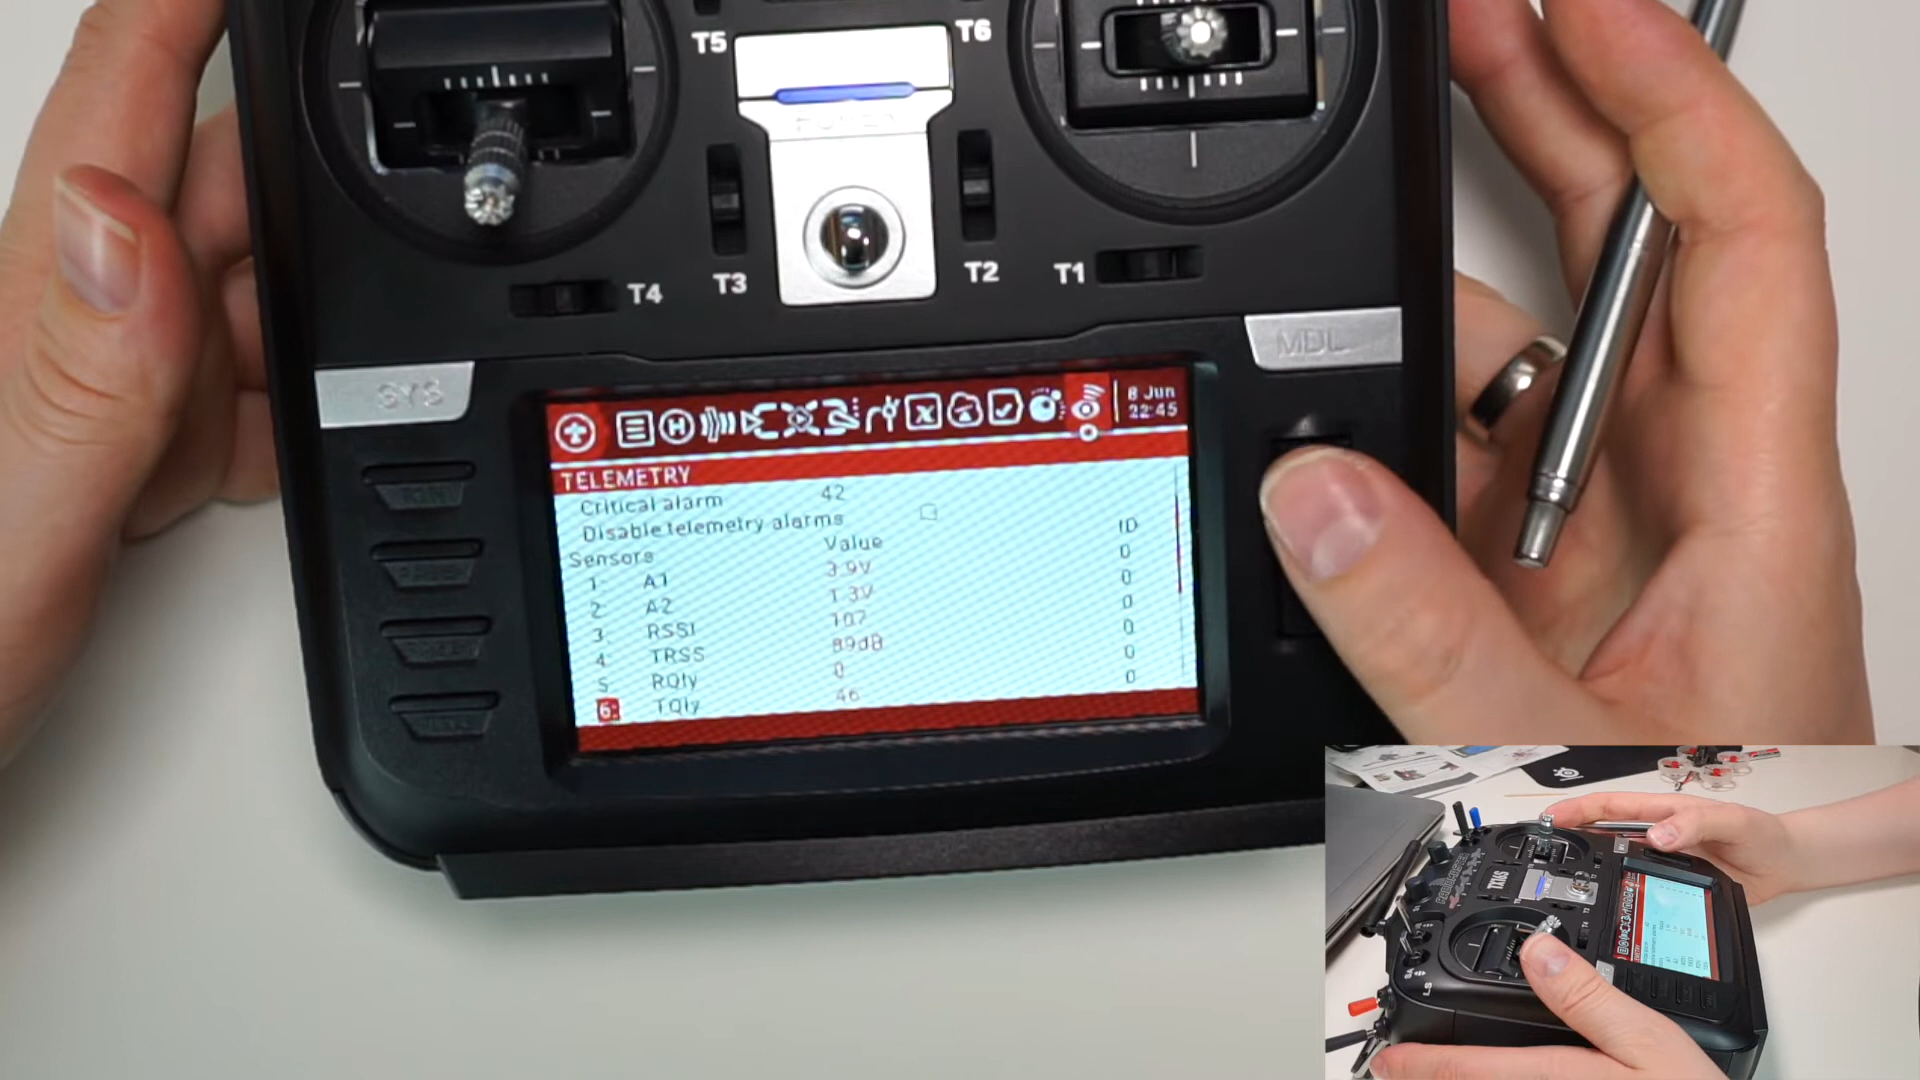 T5
T6
T4
T3
T2
T1
SYS
MDL
8 Jun
22:45
TELEMETRY
Critical alarm 42
Disable telemetry alarms
Sensors Value ID
1: A1 3.9V 0
2: A2 1.3V 0
3: RSSI 107 0
4: TRSS 89dB 0
5 RQly 0 0
6: TQly 46 0
TX16S